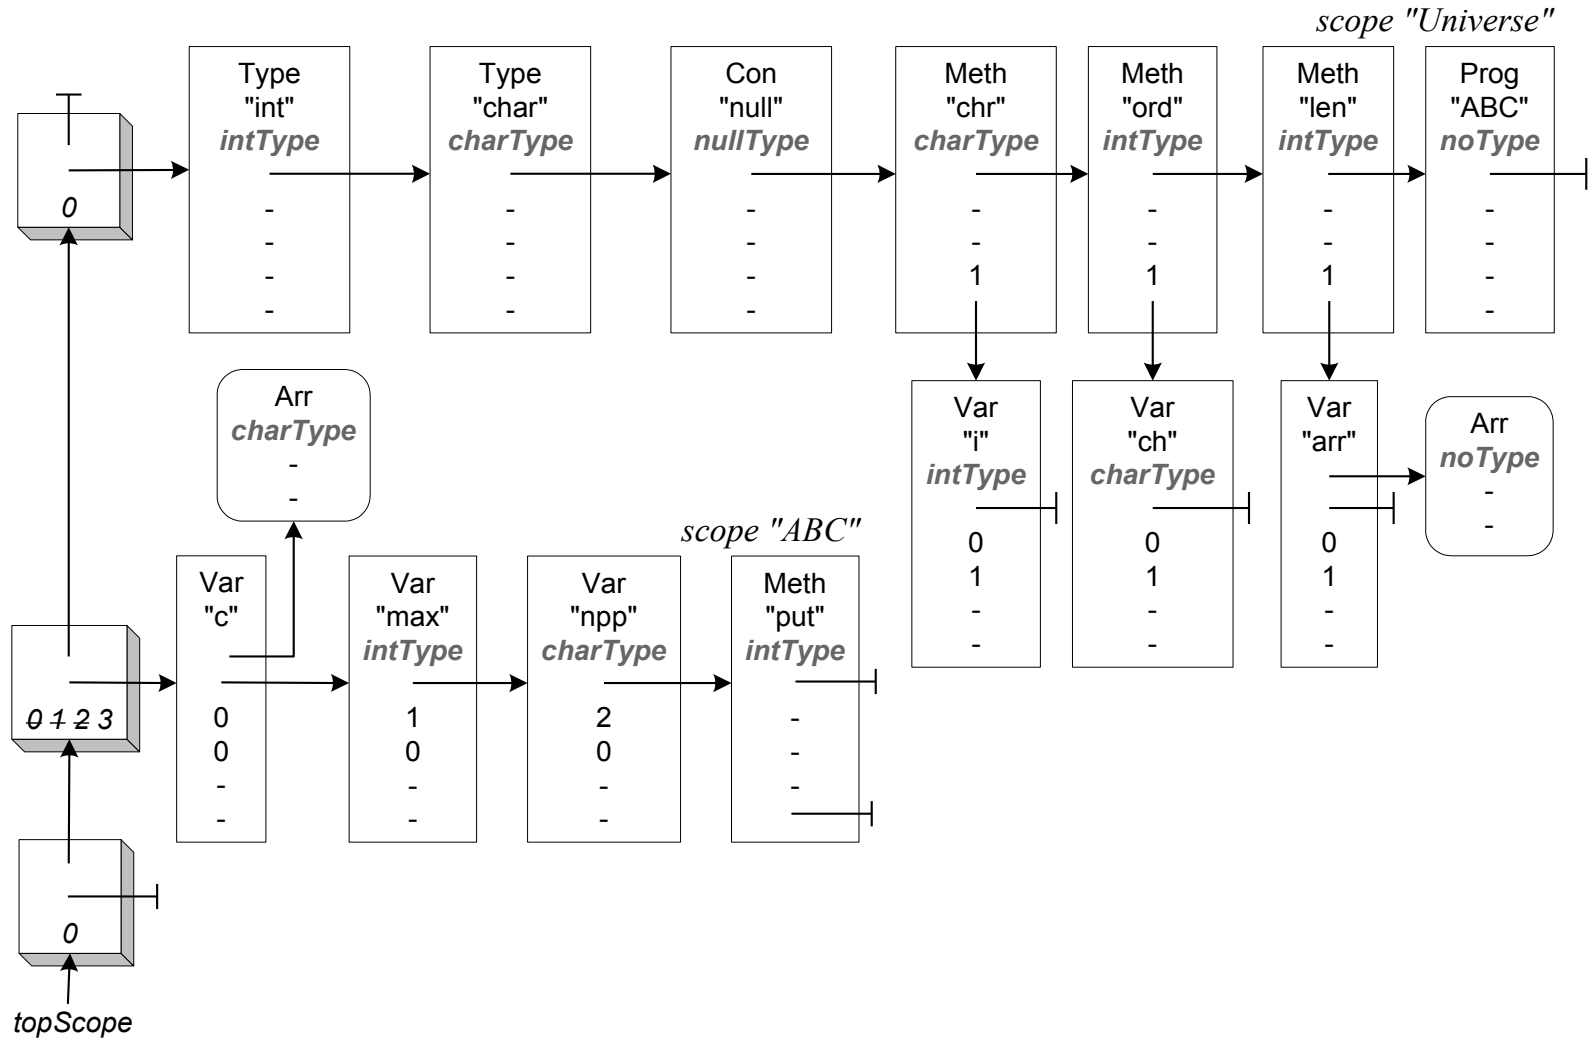 scope "Universe"
Type
"int"
intType
-
-
-
-
Type
"char"
charType
-
-
-
-
Con
"null"
nullType
-
-
-
-
Meth
"chr"
charType
-
-
1
Meth
"ord"
intType
-
-
1
Meth
"len"
intType
-
-
1
Prog
"ABC"
noType
-
-
-
-
0
Arr
charType
-
-
Var
"i"
intType
0
1
-
-
Var
"ch"
charType
0
1
-
-
Var
"arr"
0
1
-
-
Arr
noType
-
-
scope "ABC"
0 1 2 3
Var
"c"
0
0
-
-
Var
"max"
intType
1
0
-
-
Var
"npp"
charType
2
0
-
-
Meth
"put"
intType
-
-
-
0
topScope